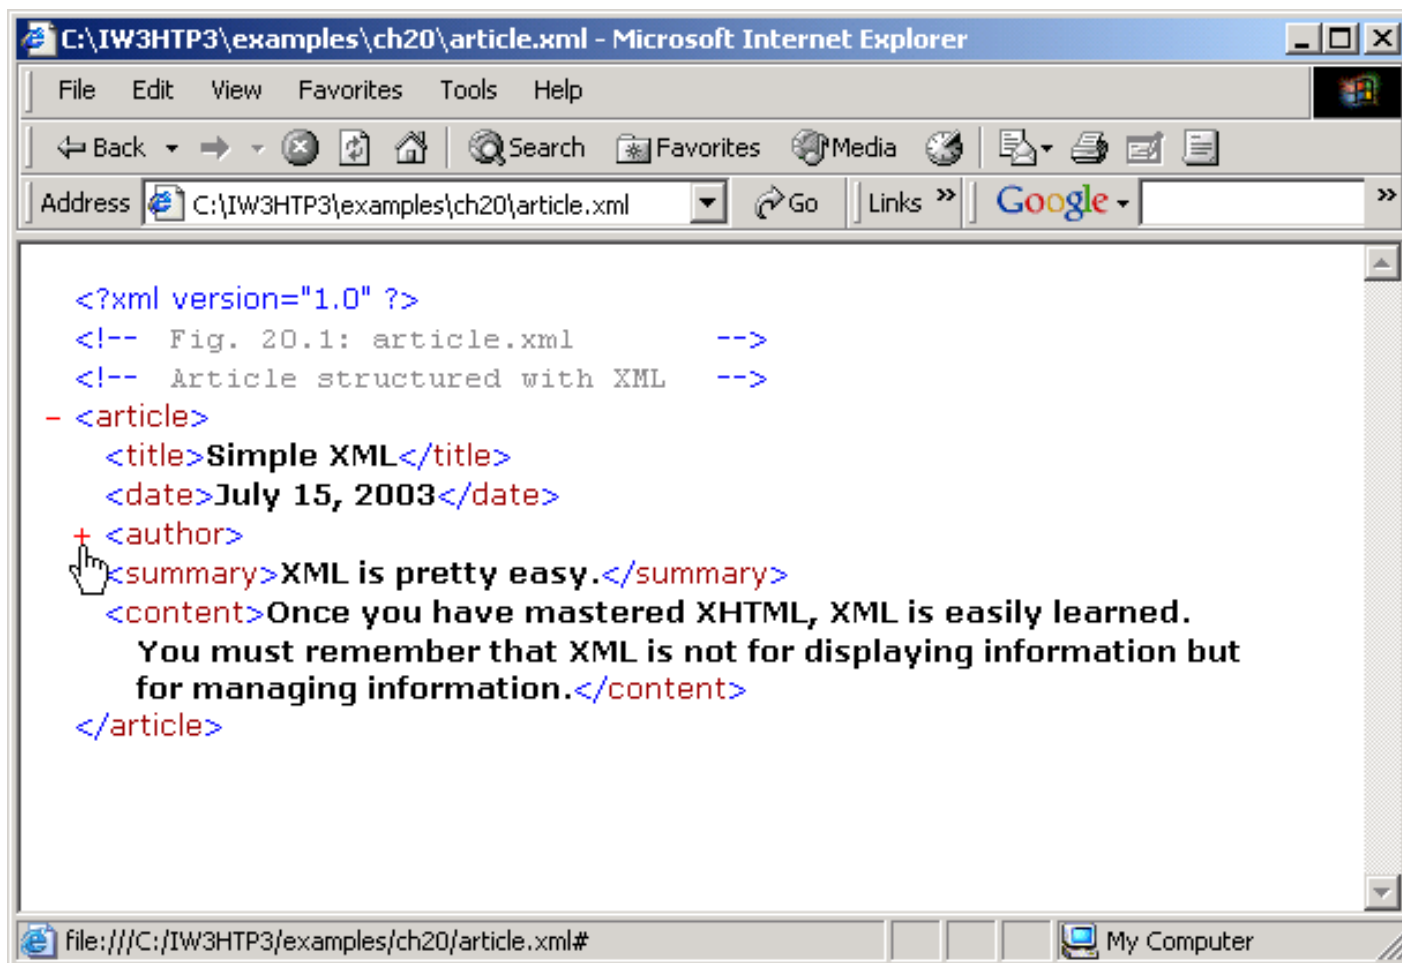 C:\IW3HTP3\examples\ch20\article.xml - Microsoft Internet Explorer
File Edit View Favorites Tools Help
Back Search Favorites Media
Address C:\IW3HTP3\examples\ch20\article.xml Go Links » Google »
<?xml version="1.0" ?>
<!-- Fig. 20.1: article.xml -->
<!-- Article structured with XML -->
- <article>
<title>Simple XML</title>
<date>July 15, 2003</date>
+ <author>
<summary>XML is pretty easy.</summary>
<content>Once you have mastered XHTML, XML is easily learned.
You must remember that XML is not for displaying information but
for managing information.</content>
</article>
file:///C:/IW3HTP3/examples/ch20/article.xml# My Computer